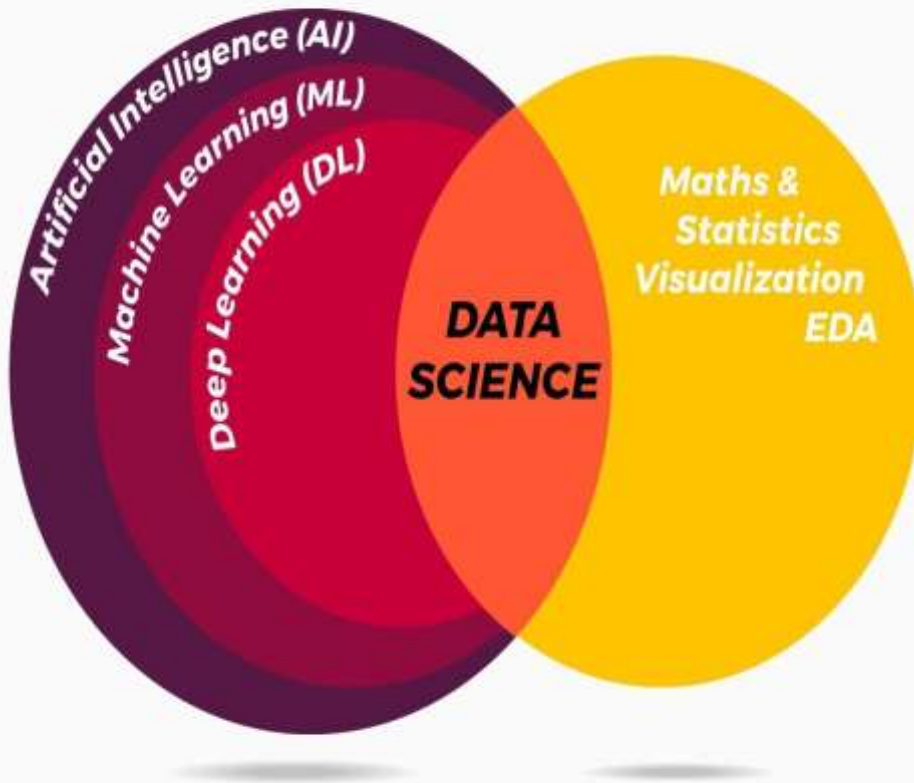 Artificial Intelligence (AI)
Machine Learning (ML)
Deep Learning (DL)
DATA
SCIENCE
Maths &
Statistics
Visualization
EDA